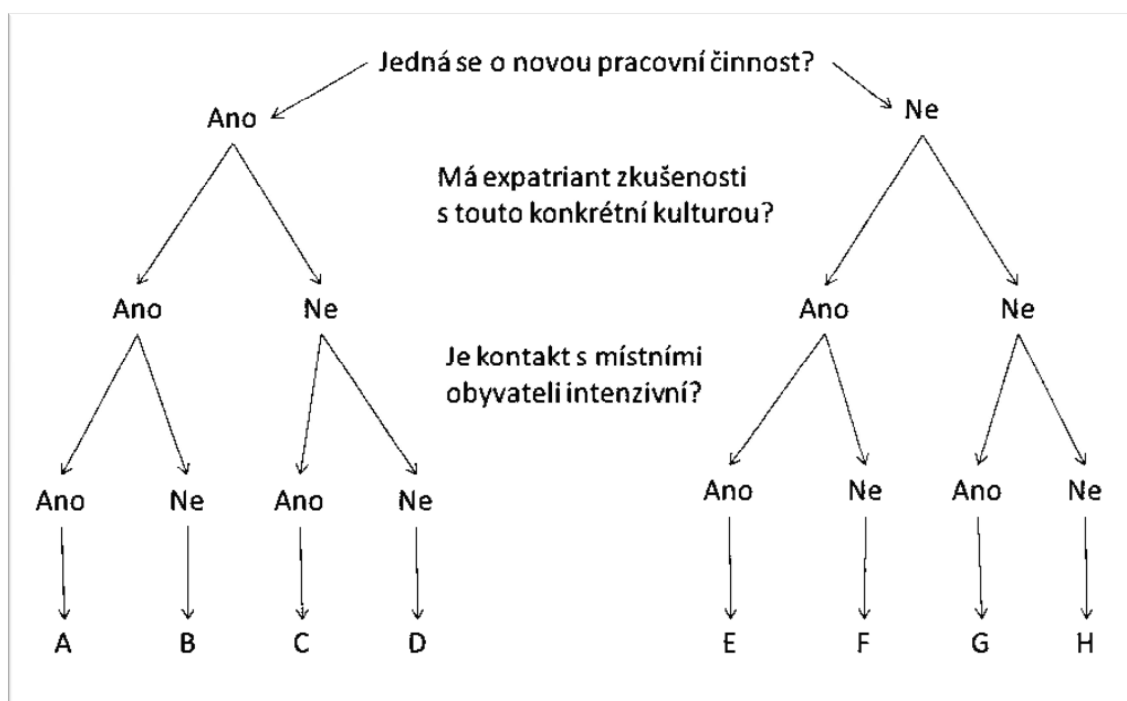 Jedná se o novou pracovní činnost?
Ano Ne
Má expatriant zkušenosti
s touto konkrétní kulturou?
Ano Ne Ano Ne
Je kontakt s místními
obyvateli intenzivní?
Ano Ne Ano Ne Ano Ne Ano Ne
A B C D E F G H